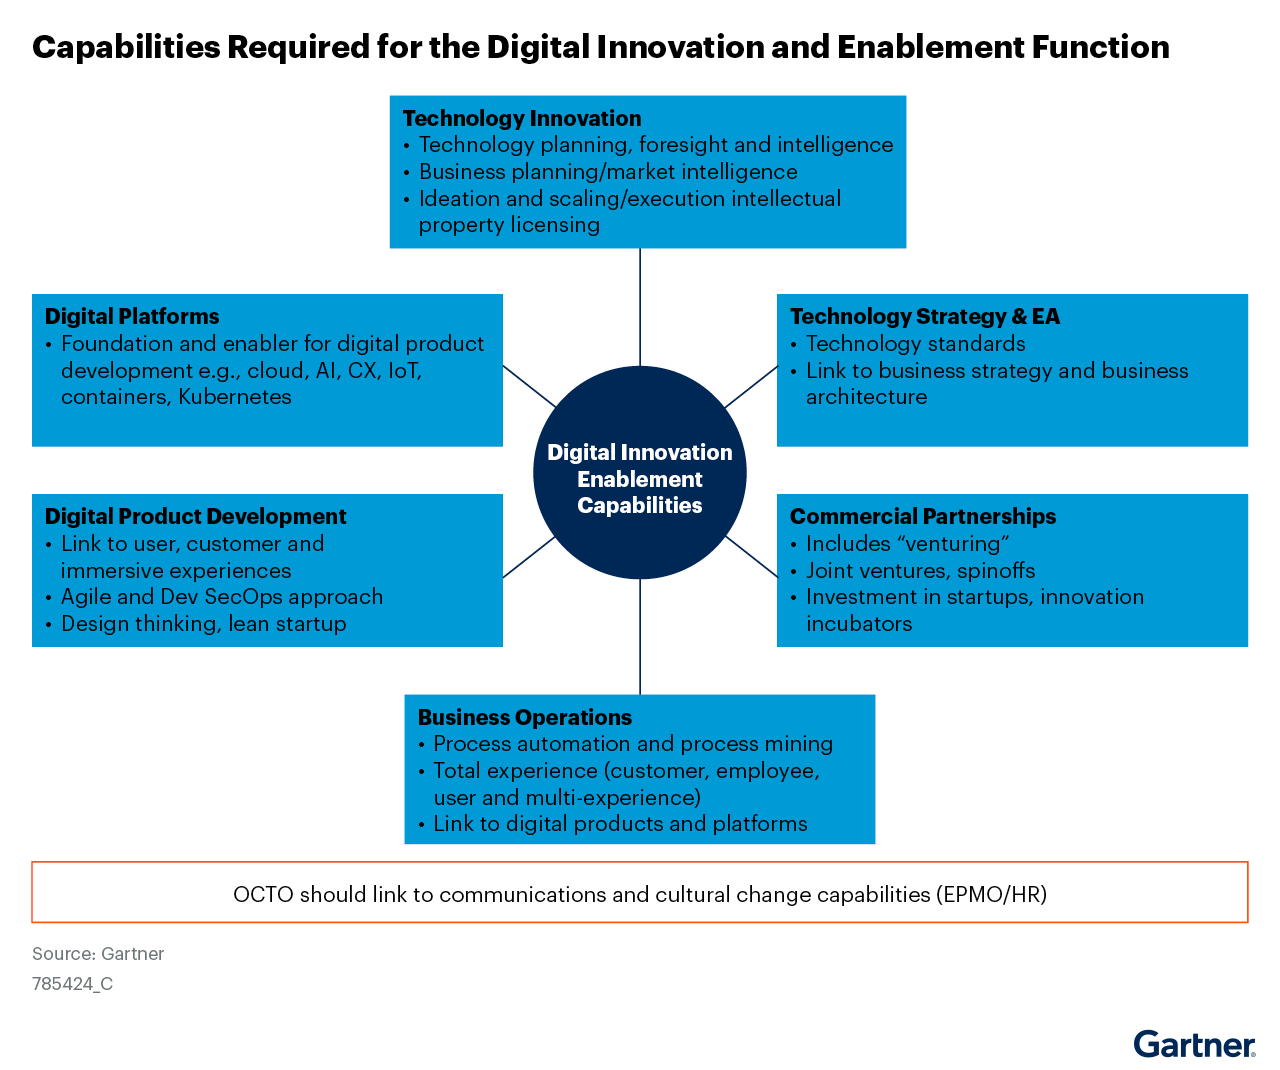 Capabilities Required for the Digital Innovation and Enablement Function
Technology Innovation
• Technology planning, foresight and intelligence
• Business planning/market intelligence
• Ideation and scaling/execution intellectual
property licensing
Digital Platforms
• Foundation and enabler for digital product
development e.g., cloud, AI, CX, IoT,
containers, Kubernetes
Technology Strategy & EA
• Technology standards
• Link to business strategy and business
architecture
Digital Innovation
Enablement
Capabilities
Digital Product Development
• Link to user, customer and
immersive experiences
• Agile and Dev SecOps approach
• Design thinking, lean startup
Commercial Partnerships
• Includes “venturing”
• Joint ventures, spinoffs
• Investment in startups, innovation
incubators
Business Operations
• Process automation and process mining
• Total experience (customer, employee,
user and multi-experience)
• Link to digital products and platforms
OCTO should link to communications and cultural change capabilities (EPMO/HR)
Source: Gartner
785424_C
Gartner®